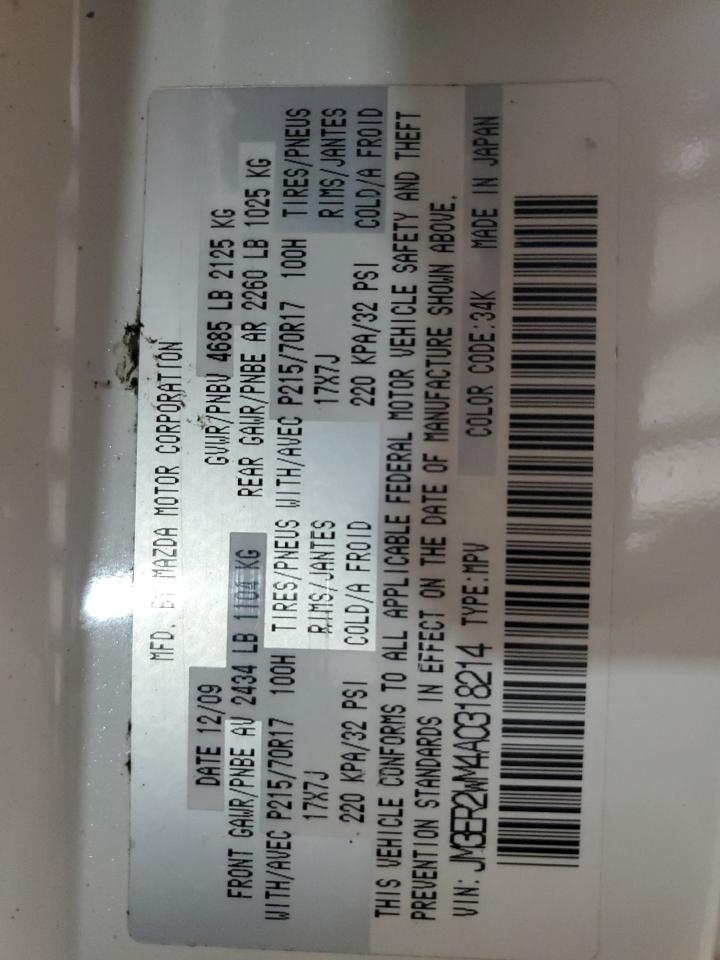 MFD. BY MAZDA MOTOR CORPORATION
DATE 12/09 GVWR/PNBV 4685 LB 2125 KG
FRONT GAWR/PNBE AV 2434 LB 1104 KG REAR GAWR/PNBE AR 2260 LB 1025 KG
WITH/AVEC P215/70R17 100H TIRES/PNEUS WITH/AVEC P215/70R17 100H TIRES/PNEUS
17X7J RIMS/JANTES 17X7J RIMS/JANTES
220 KPA/32 PSI COLD/A FROID 220 KPA/32 PSI COLD/A FROID
THIS VEHICLE CONFORMS TO ALL APPLICABLE FEDERAL MOTOR VEHICLE SAFETY AND THEFT
PREVENTION STANDARDS IN EFFECT ON THE DATE OF MANUFACTURE SHOWN ABOVE.
VIN: JM3ER2WM4A0318214 TYPE:MPV COLOR CODE:34K MADE IN JAPAN